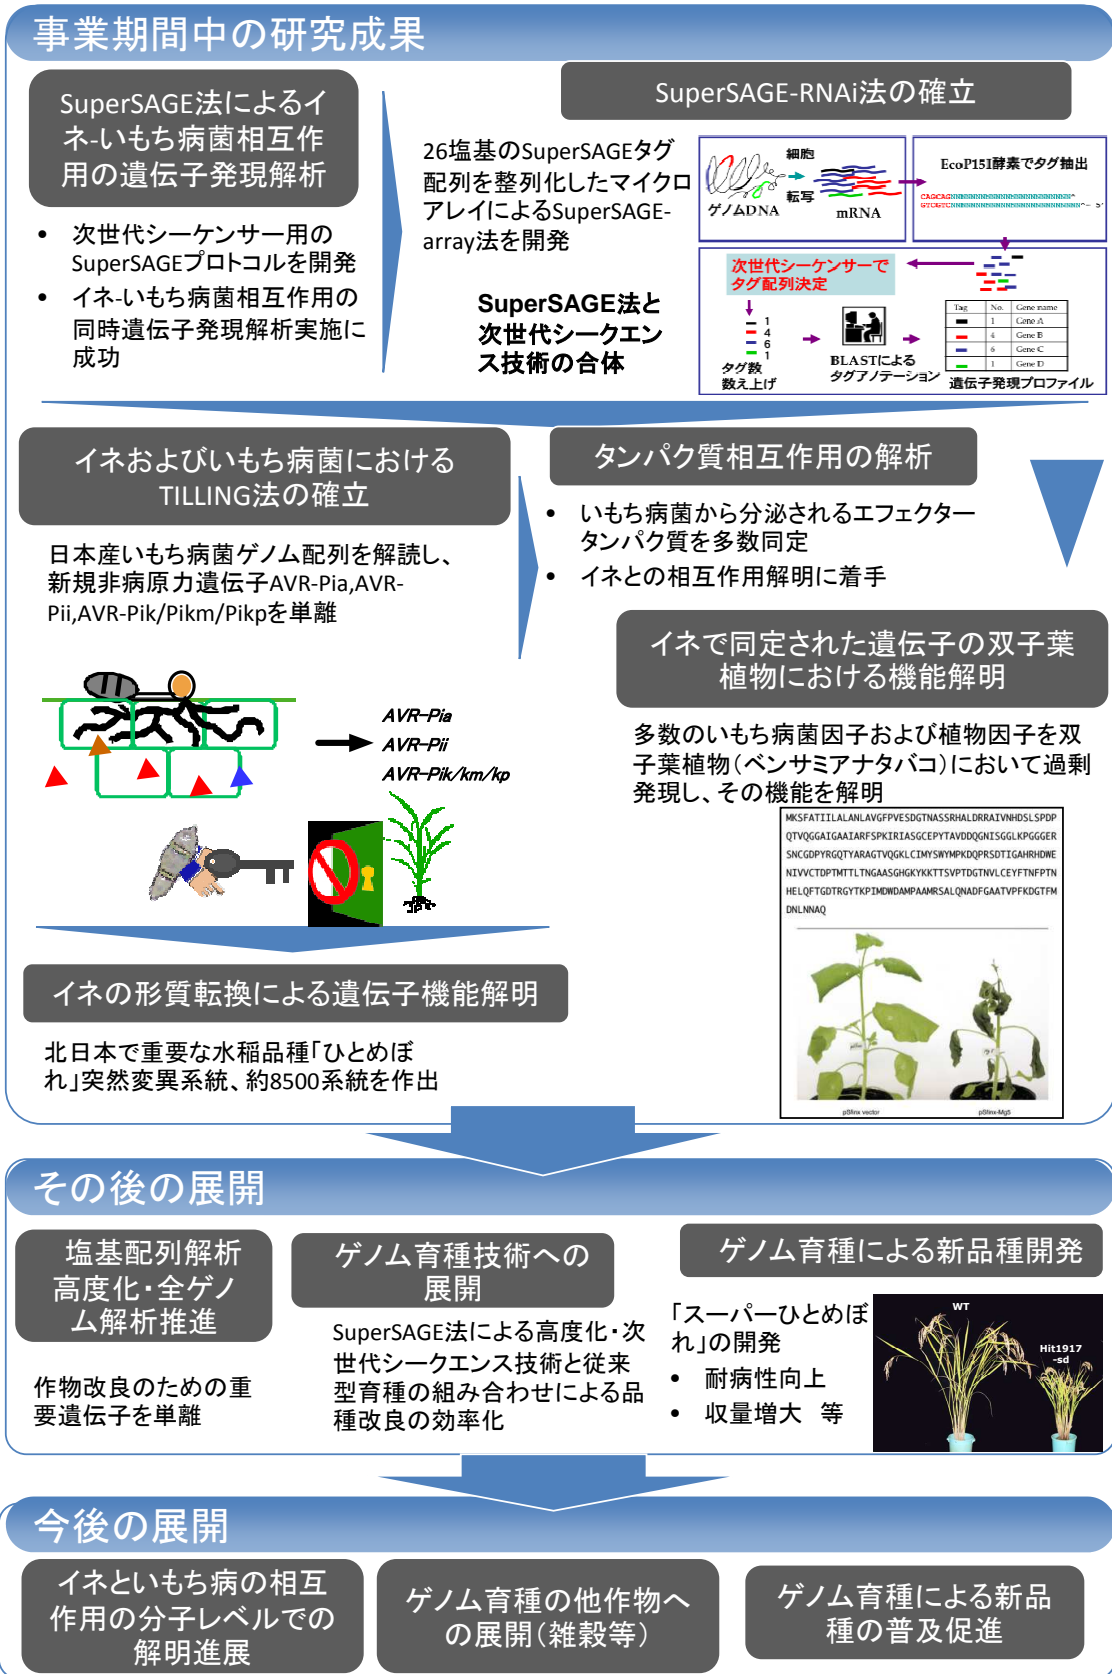 事業期間中の研究成果
SuperSAGE法によるイ
ネ-いもち病菌相互作
用の遺伝子発現解析
• 次世代シーケンサー用の
SuperSAGEプロトコルを開発
• イネ-いもち病菌相互作用の
同時遺伝子発現解析実施に
成功
SuperSAGE-RNAi法の確立
26塩基のSuperSAGEタグ
配列を整列化したマイクロ
アレイによるSuperSAGE-
array法を開発
SuperSAGE法と
次世代シークエン
ス技術の合体
細胞
転写
ゲノムDNA
mRNA
EcoP15I酵素でタグ抽出
次世代シーケンサーで
タグ配列決定
1
4
6
1
タグ数
数え上げ
BLASTによる
タグアノテーション
Tag No. Gene name
1 Gene A
4 Gene B
6 Gene C
1 Gene D
遺伝子発現プロファイル
イネおよびいもち病菌における
TILLING法の確立
日本産いもち病菌ゲノム配列を解読し、
新規非病原力遺伝子AVR-Pia,AVR-
Pii,AVR-Pik/Pikm/Pikpを単離
AVR-Pia
AVR-Pii
AVR-Pik/km/kp
タンパク質相互作用の解析
• いもち病菌から分泌されるエフェクター
タンパク質を多数同定
• イネとの相互作用解明に着手
イネで同定された遺伝子の双子葉
植物における機能解明
多数のいもち病菌因子および植物因子を双
子葉植物（ベンサミアナタバコ）において過剰
発現し、その機能を解明
MKSFATIILALANLAVGFPVESDGTNASSRHALDRRAIVNHDSLSPDP
QTVQGGAIGAAIARFSPKIRIASGCEPYTAVDDQGNISGGLKPGGGER
SNCGDPYRGQTYARAGTVQGKLCIMYSWYMPKDQPRSDTIGAHRHDWE
NIVVCTDPTMTTLTNGAASGHGKYKKTTSVPTDGTNVLCEYFTNFPTN
HELQFTGDTRGYTKPIMDWDAMPAAMRSALQNADFGAATVPFKDGTFM
DNLNNAQ
pSfinx vector
pSfinx-Mg5
イネの形質転換による遺伝子機能解明
北日本で重要な水稲品種「ひとめぼ
れ」突然変異系統、約8500系統を作出
その後の展開
塩基配列解析
高度化・全ゲノ
ム解析推進
作物改良のための重
要遺伝子を単離
ゲノム育種技術への
展開
SuperSAGE法による高度化・次
世代シークエンス技術と従来
型育種の組み合わせによる品
種改良の効率化
ゲノム育種による新品種開発
「スーパーひとめぼ
れ」の開発
• 耐病性向上
• 収量増大 等
WT
Hit1917
-sd
今後の展開
イネといもち病の相互
作用の分子レベルでの
解明進展
ゲノム育種の他作物へ
の展開（雑穀等）
ゲノム育種による新品
種の普及促進